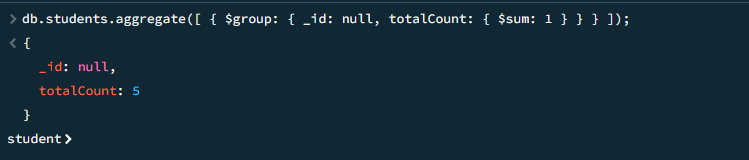 > db.students.aggregate([ { $group: { _id: null, totalCount: { $sum: 1 } } } ]);
< {
_id: null,
totalCount: 5
}
student>